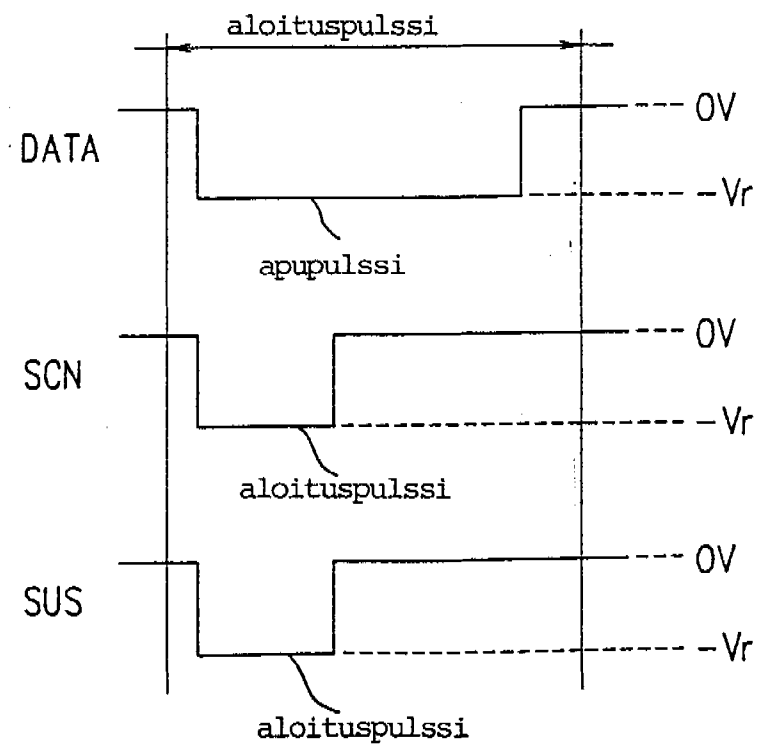 aloituspulssi
DATA
0V
-Vr
apupulssi
SCN
0V
-Vr
aloituspulssi
SUS
0V
-Vr
aloituspulssi